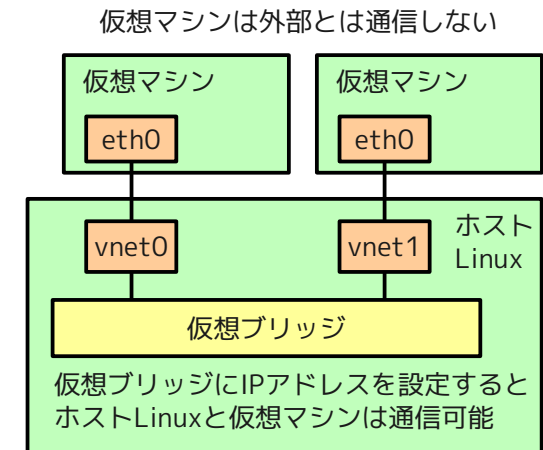 仮想マシンは外部とは通信しない
仮想マシン
仮想マシン
eth0
eth0
vnet0
vnet1
ホスト
Linux
仮想ブリッジ
仮想ブリッジにIPアドレスを設定すると
ホストLinuxと仮想マシンは通信可能